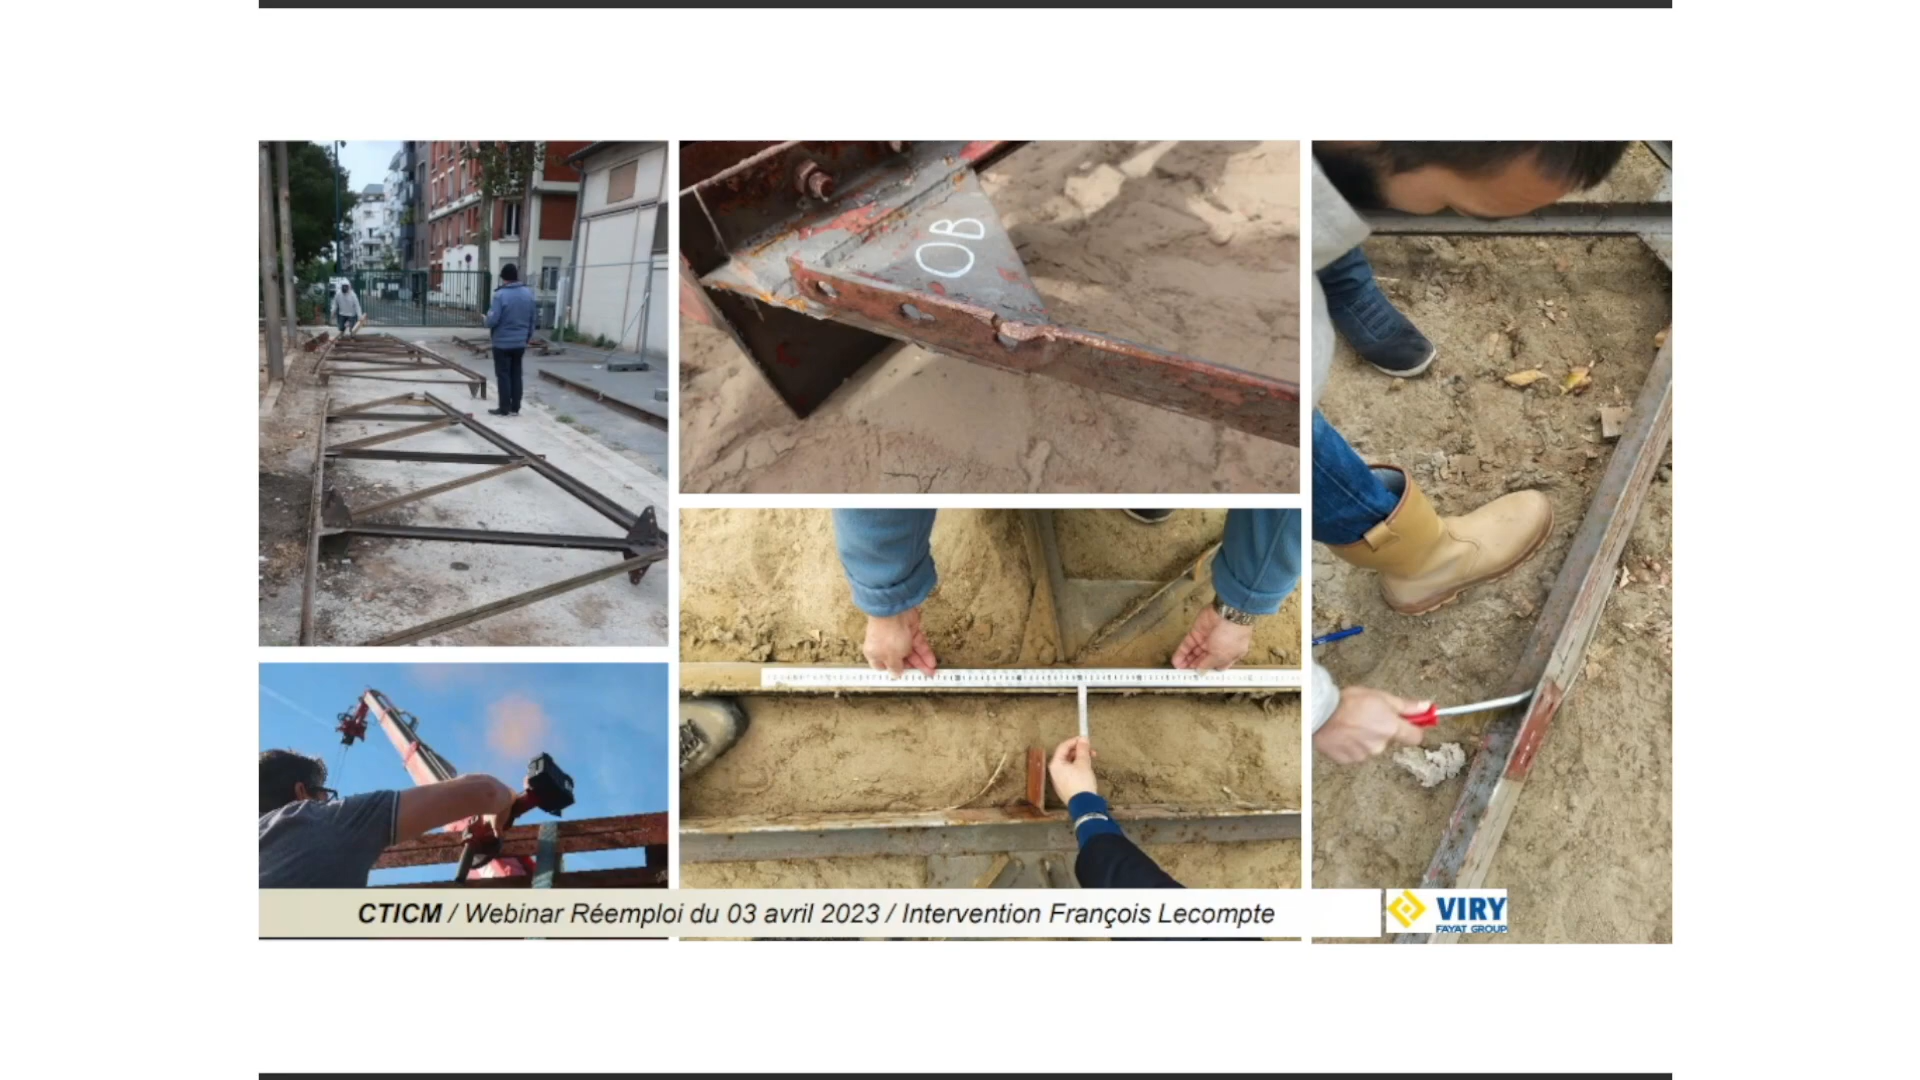 OB
CTICM / Webinar Réemploi du 03 avril 2023 / Intervention François Lecompte
VIRY
FAYAT GROUP